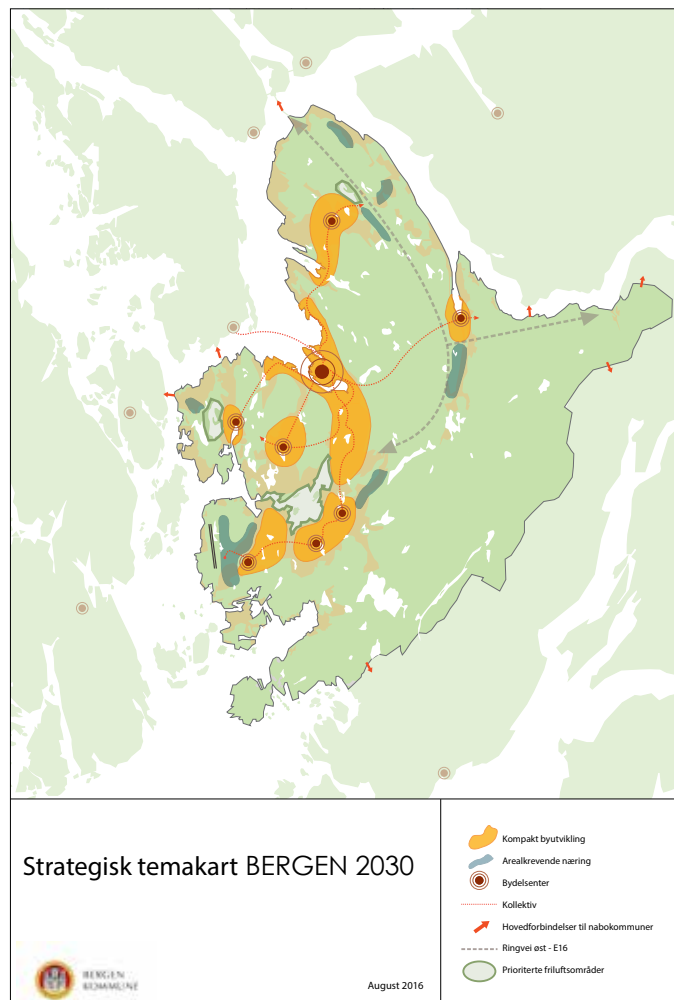 Strategisk temakart BERGEN 2030
BERGEN
KOMMUNE
August 2016
Kompakt byutvikling
Arealkrevende næring
Bydelsenter
Kollektiv
Hovedforbindelser til nabokommuner
Ringvei øst - E16
Prioriterte friluftsområder